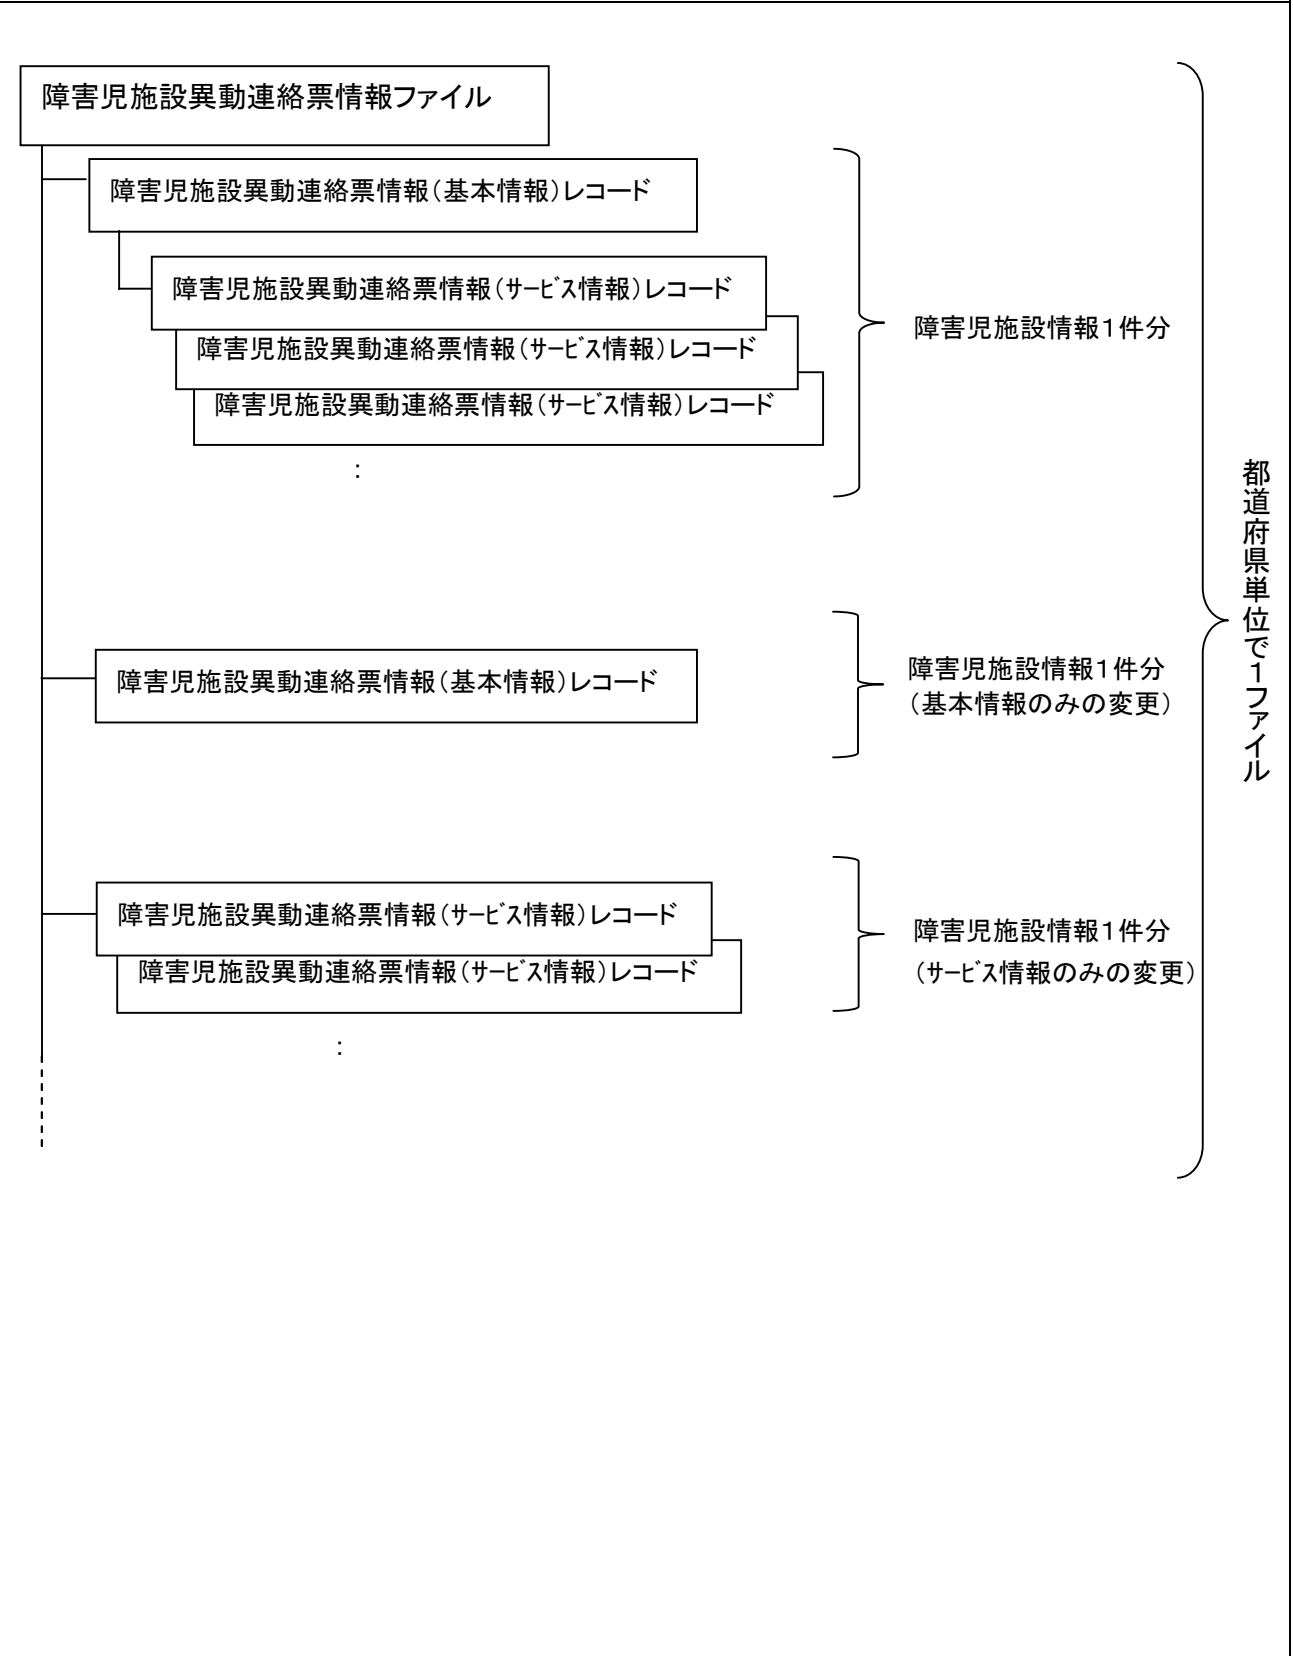 障害児施設異動連絡票情報ファイル
障害児施設異動連絡票情報（基本情報）レコード
障害児施設異動連絡票情報（ｻｰﾋﾞｽ情報）レコード
障害児施設異動連絡票情報（ｻｰﾋﾞｽ情報）レコード
障害児施設異動連絡票情報（ｻｰﾋﾞｽ情報）レコード
：
障害児施設情報１件分
障害児施設異動連絡票情報（基本情報）レコード
障害児施設情報１件分
（基本情報のみの変更）
障害児施設異動連絡票情報（ｻｰﾋﾞｽ情報）レコード
障害児施設異動連絡票情報（ｻｰﾋﾞｽ情報）レコード
：
障害児施設情報１件分
（ｻｰﾋﾞｽ情報のみの変更）
都道府県単位で１ファイル